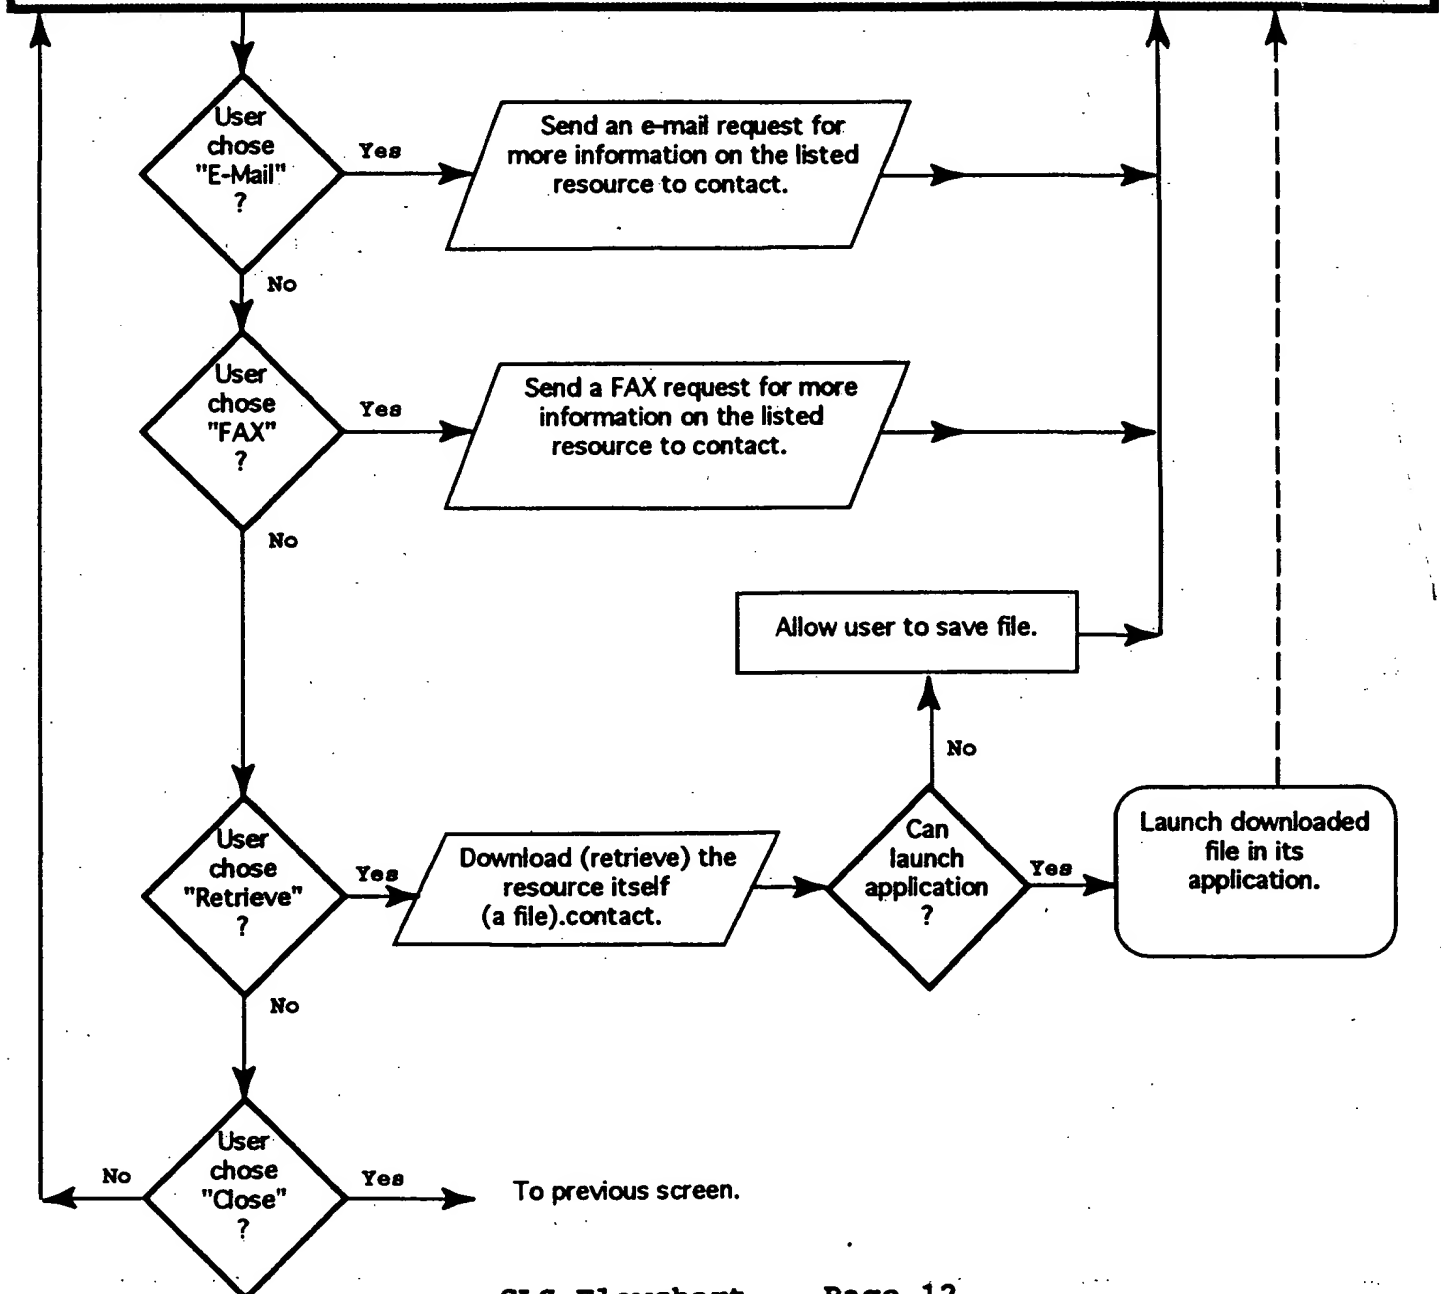 User
chose
"E-Mail"
?
Yes
Send an e-mail request for
more information on the listed
resource to contact.
No
User
chose
"FAX"
?
Yes
Send a FAX request for more
information on the listed
resource to contact.
No
Allow user to save file.
No
User
chose
"Retrieve"
?
Yes
Download (retrieve) the
resource itself
(a file).contact.
Can
launch
application
?
Yes
Launch downloaded
file in its
application.
No
User
chose
"Close"
?
No
Yes
To previous screen.
Flowchart Page 12